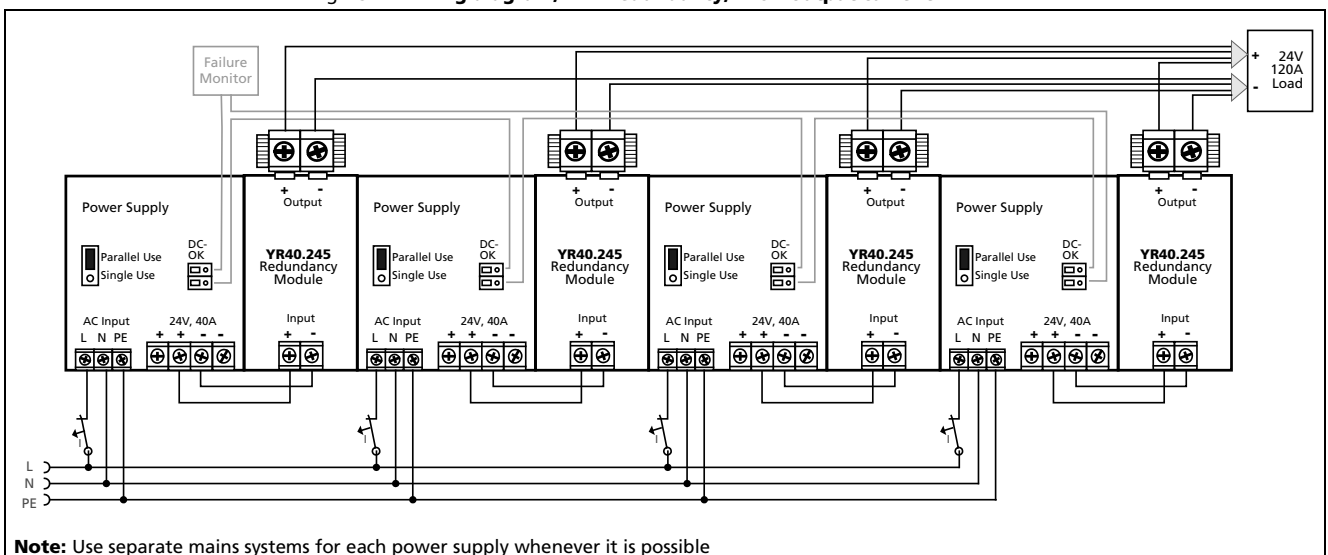 Failure
Monitor
+ 24V
120A
- Load
+ -
Output
+ -
Output
+ -
Output
+ -
Output
Power Supply
Parallel Use
Single Use
DC-
OK
YR40.245
Redundancy
Module
Power Supply
Parallel Use
Single Use
DC-
OK
YR40.245
Redundancy
Module
Power Supply
Parallel Use
Single Use
DC-
OK
YR40.245
Redundancy
Module
Power Supply
Parallel Use
Single Use
DC-
OK
YR40.245
Redundancy
Module
AC Input
L N PE
24V, 40A
+ + - -
Input
+ -
AC Input
L N PE
24V, 40A
+ + - -
Input
+ -
AC Input
L N PE
24V, 40A
+ + - -
Input
+ -
AC Input
L N PE
24V, 40A
+ + - -
Input
+ -
I
I
I
I
L
N
PE
Note: Use separate mains systems for each power supply whenever it is possible